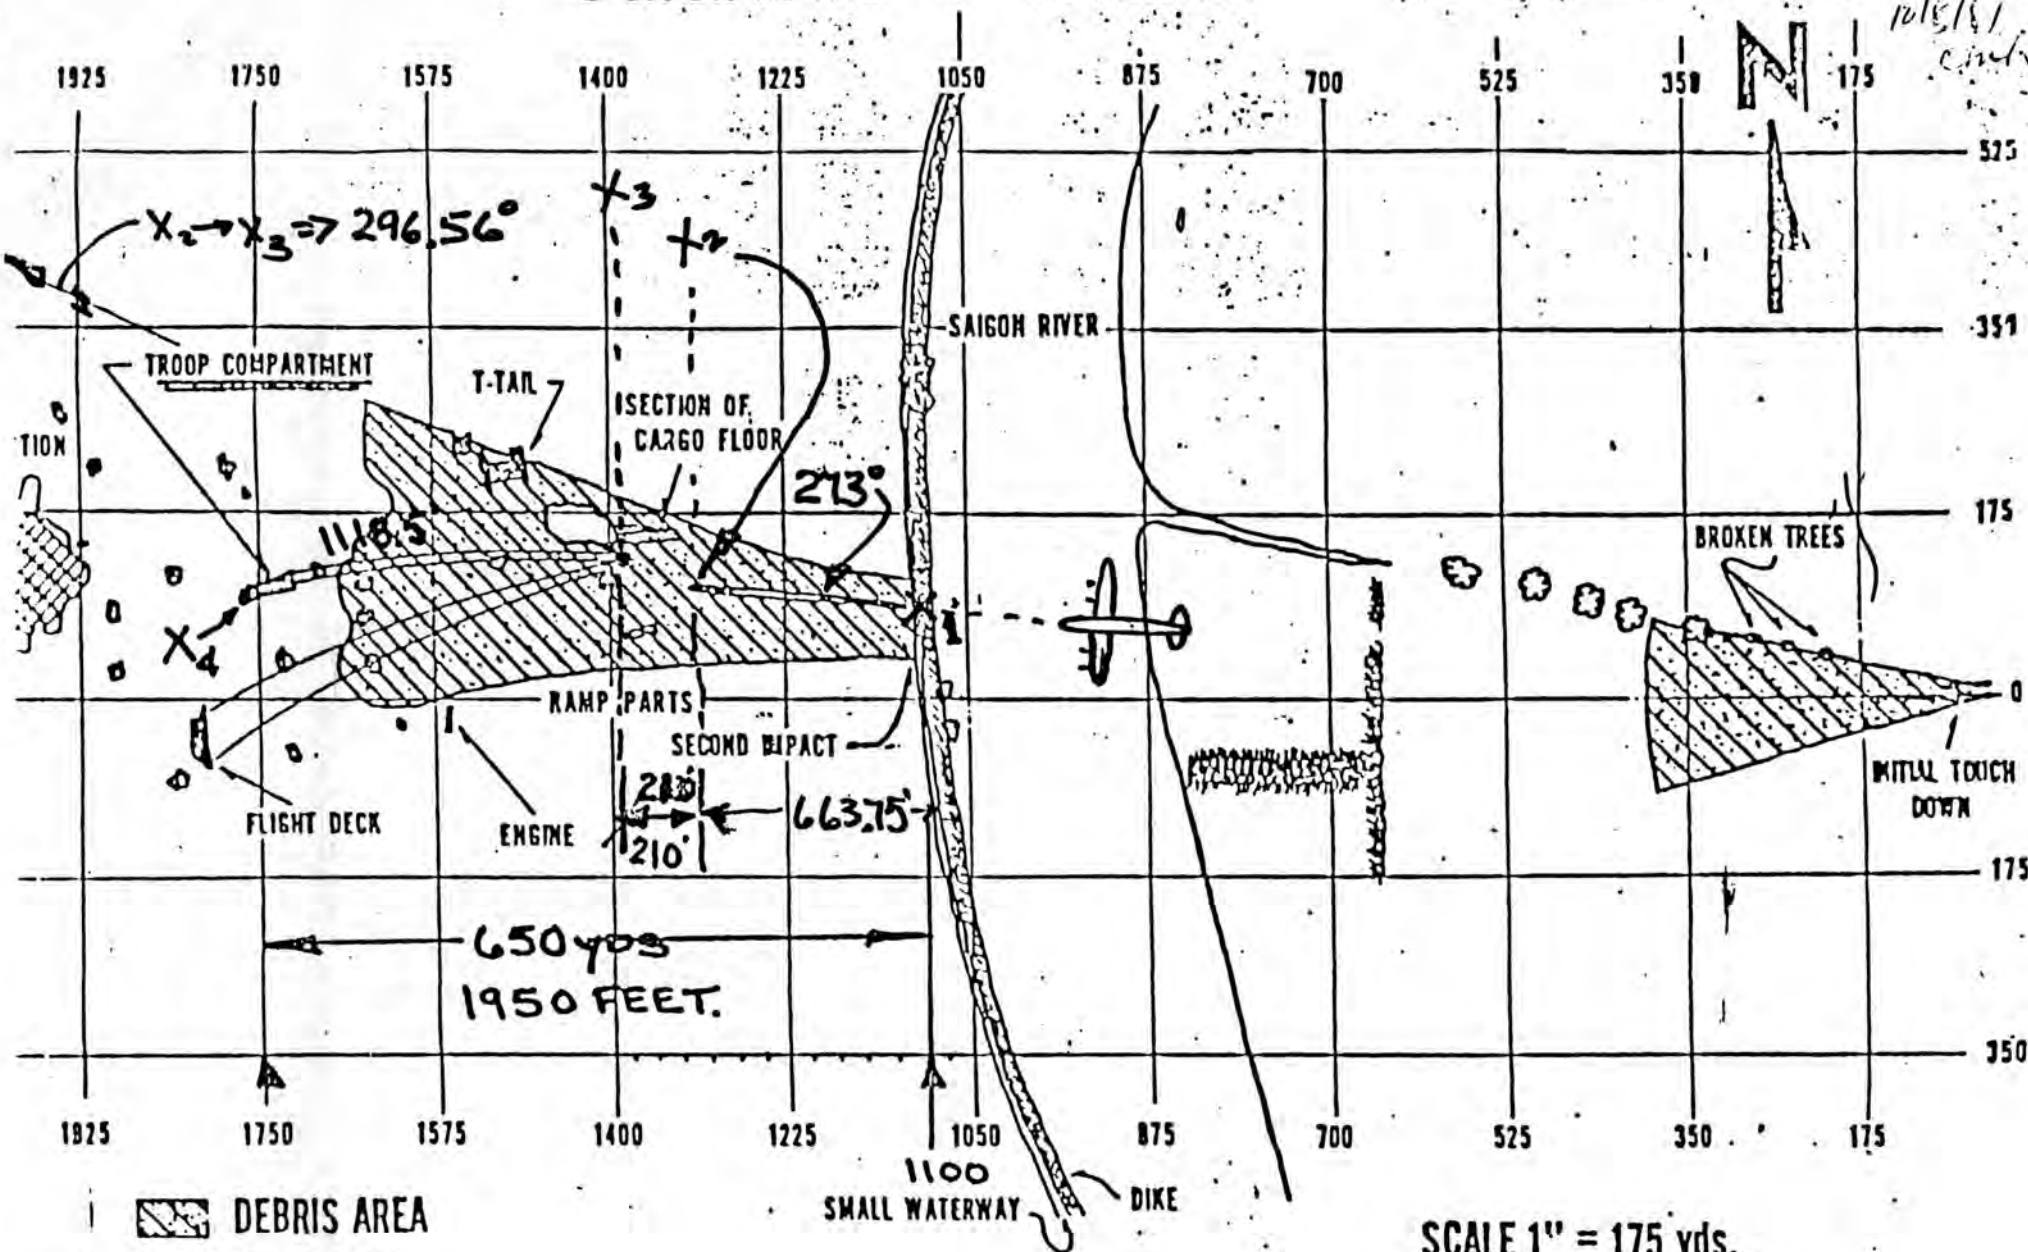 1925 1750 1575 1400 1225 1050 875 700 525 350 N 175
525
X3
X2→X3 ⇒ 296.56°
X2
SAIGON RIVER
350
TROOP COMPARTMENT
T-TAIL
SECTION OF
CARGO FLOOR
TION
273°
175
1118.5
BROKEN TREES
X4
0
RAMP PARTS
SECOND IMPACT
INITIAL TOUCH
DOWN
FLIGHT DECK
ENGINE
210'
663.75'
210'
175
650 yds
1950 FEET.
350
1925 1750 1575 1400 1225 1050 875 700 525 350 175
1100
SMALL WATERWAY
DIKE
DEBRIS AREA
SCALE 1" = 175 yds.